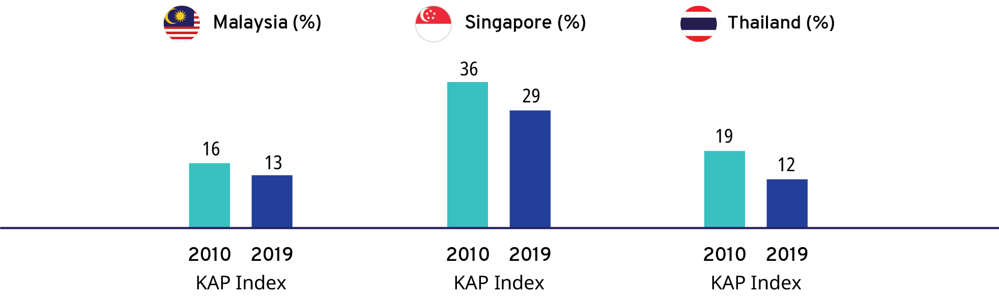 Malaysia (%)
Singapore (%)
Thailand (%)
16
13
36
29
19
12
2010 2019
KAP Index
2010 2019
KAP Index
2010 2019
KAP Index